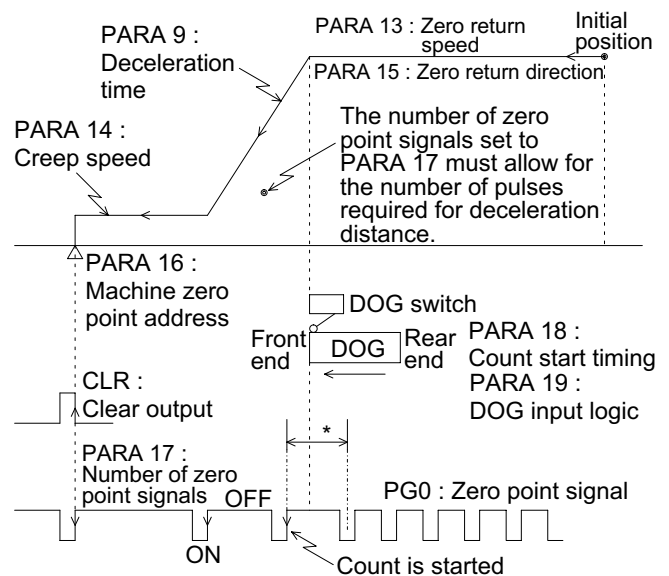 PARA 13 : Zero return
speed
Initial
position
PARA 9 :
Deceleration
time
PARA 15 : Zero return direction
PARA 14 :
Creep speed
The number of zero
point signals set to
PARA 17 must allow for
the number of pulses
required for deceleration
distance.
PARA 16 :
Machine zero
point address
DOG switch
Front
end
DOG
Rear
end
PARA 18 :
Count start timing
PARA 19 :
DOG input logic
CLR :
Clear output
*
PARA 17 :
Number of zero
point signals
OFF
PG0 : Zero point signal
ON
Count is started